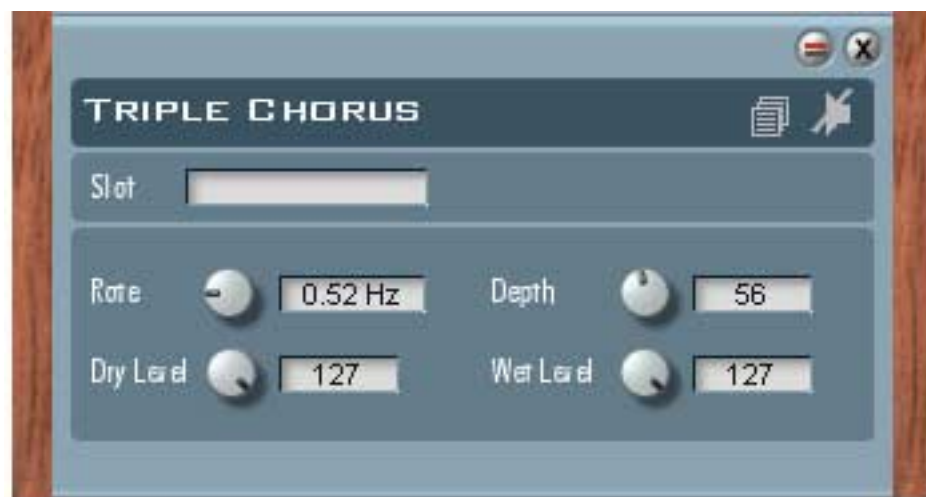 TRIPLE CHORUS
Slot
Rate 0.52 Hz Depth 56
Dry Level 127 Wet Level 127